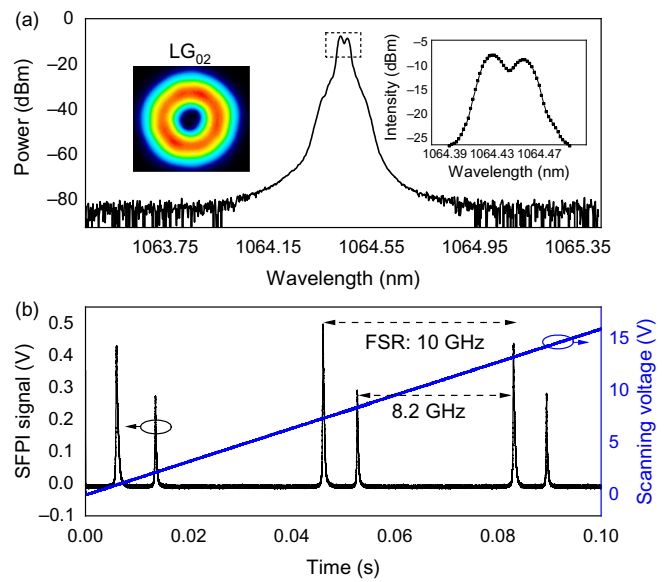 (a)
0
–20
–40
–60
–80
Power (dBm)
LG02
–5
–10
–15
–20
–25
Intensity (dBm)
1064.39 1064.43 1064.47
Wavelength (nm)
1063.75 1064.15 1064.55 1064.95 1065.35
Wavelength (nm)
(b)
0.5
0.4
0.3
0.2
0.1
0.0
–0.1
SFPI signal (V)
FSR: 10 GHz
8.2 GHz
15
10
5
0
Scanning voltage (V)
0.00 0.02 0.04 0.06 0.08 0.10
Time (s)